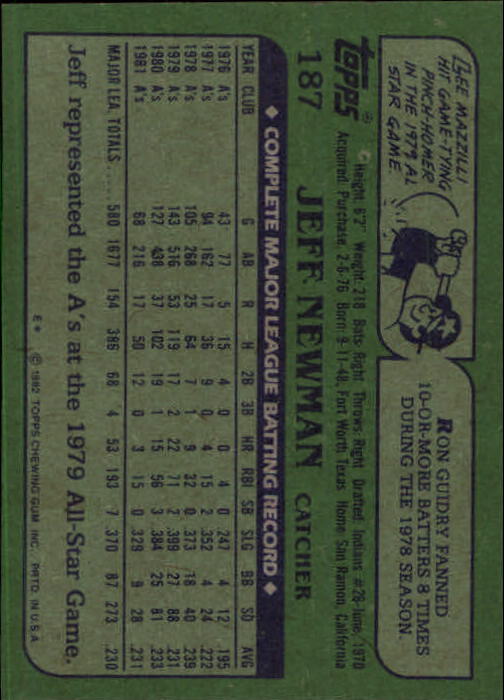 LEE MAZZILLI
HIT GAME-TYING
PINCH-HOMER
IN THE 1979 AL
STAR GAME.
RON GUIDRY FANNED
10-OR-MORE BATTERS 8 TIMES
DURING THE 1978 SEASON.
TOPPS®
Height: 6'2" Weight: 218 Bats: Right Throws: Right Drafted: Indians #26-June, 1970
Acquired: Purchase, 2-6-76 Born: 9-11-48, Fort Worth, Texas Home: San Ramon, California
187 JEFF NEWMAN CATCHER
◆ COMPLETE MAJOR LEAGUE BATTING RECORD ◆
YEAR CLUB G AB R H 2B 3B HR RBI SB SLG BB SO AVG
1976 A's 43 77 5 15 4 0 0 4 0 .247 4 12 .195
1977 A's 94 162 17 36 9 0 4 15 2 .352 4 24 .222
1978 A's 105 268 25 64 7 1 9 32 0 .373 18 40 .239
1979 A's 143 516 53 119 17 2 22 71 2 .399 27 88 .231
1980 A's 127 438 37 102 19 1 15 56 3 .384 25 81 .233
1981 A's 68 216 17 50 12 0 3 15 0 .329 9 28 .231
MAJOR LEA. TOTALS 580 1677 154 386 68 4 53 193 7 .370 87 273 .230
Jeff represented the A's at the 1979 All-Star Game.
E* © 1982 TOPPS CHEWING GUM, INC. PRTD. IN U.S.A.